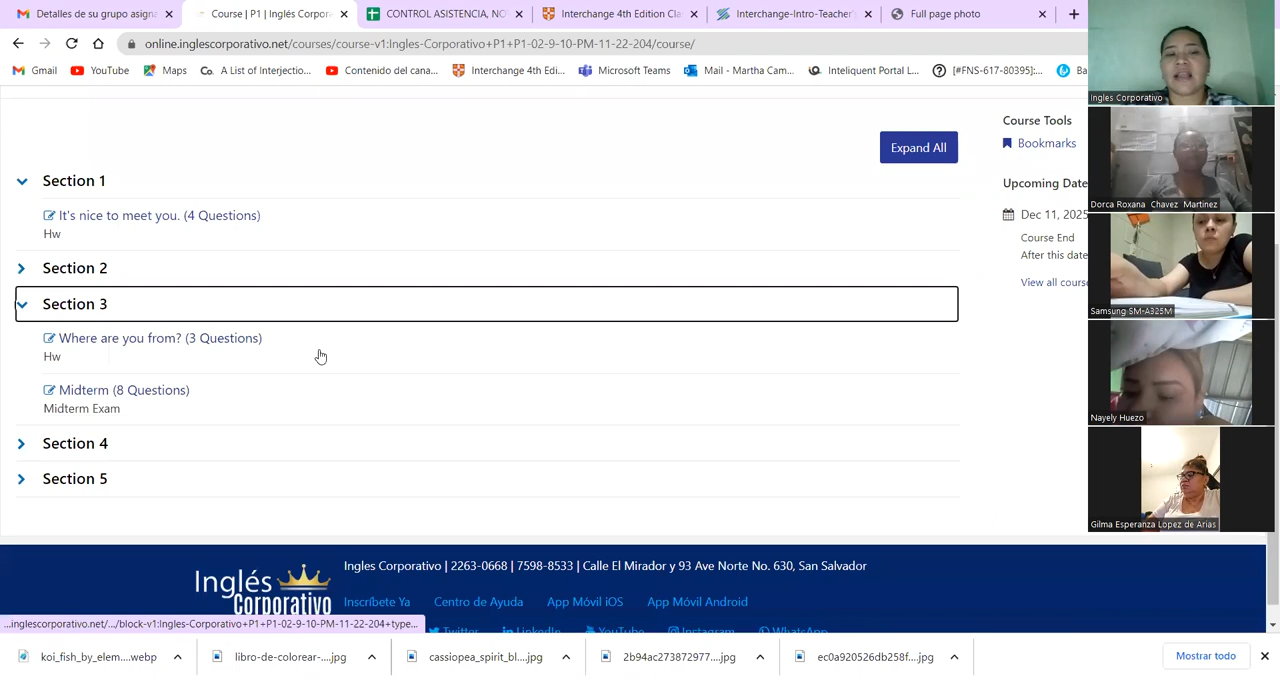 Detalles de su grupo asigna
Course | P1 | Inglés Corpor
CONTROL ASISTENCIA, NO
Interchange 4th Edition Cla
Interchange-Intro-Teacher'
Full page photo
online.inglescorporativo.net/courses/course-v1:Ingles-Corporativo+P1+P1-02-9-10-PM-11-22-204/course/
Gmail
YouTube
Maps
A List of Interjectio...
Contenido del cana...
Interchange 4th Edi...
Microsoft Teams
Mail - Martha Cam...
Inteliquent Portal L...
[#FNS-617-80395]:...
Ba
Expand All
Course Tools
Bookmarks
Upcoming Date
Dec 11, 2025
Course End
After this date
View all cours
Section 1
It's nice to meet you. (4 Questions)
Hw
Section 2
Section 3
Where are you from? (3 Questions)
Hw
Midterm (8 Questions)
Midterm Exam
Section 4
Section 5
Ingles Corporativo
Dorca Roxana Chavez Martinez
Samsung SM-A325M
Nayely Huezo
Gilma Esperanza Lopez de Arias
Inglés
Corporativo
Ingles Corporativo | 2263-0668 | 7598-8533 | Calle El Mirador y 93 Ave Norte No. 630, San Salvador
Inscríbete Ya
Centro de Ayuda
App Móvil iOS
App Móvil Android
Twitter
LinkedIn
YouTube
Instagram
WhatsApp
...inglescorporativo.net/.../block-v1:Ingles-Corporativo+P1+P1-02-9-10-PM-11-22-204+type...
koi_fish_by_elem....webp
libro-de-colorear-....jpg
cassiopea_spirit_bl....jpg
2b94ac273872977....jpg
ec0a920526db258f....jpg
Mostrar todo